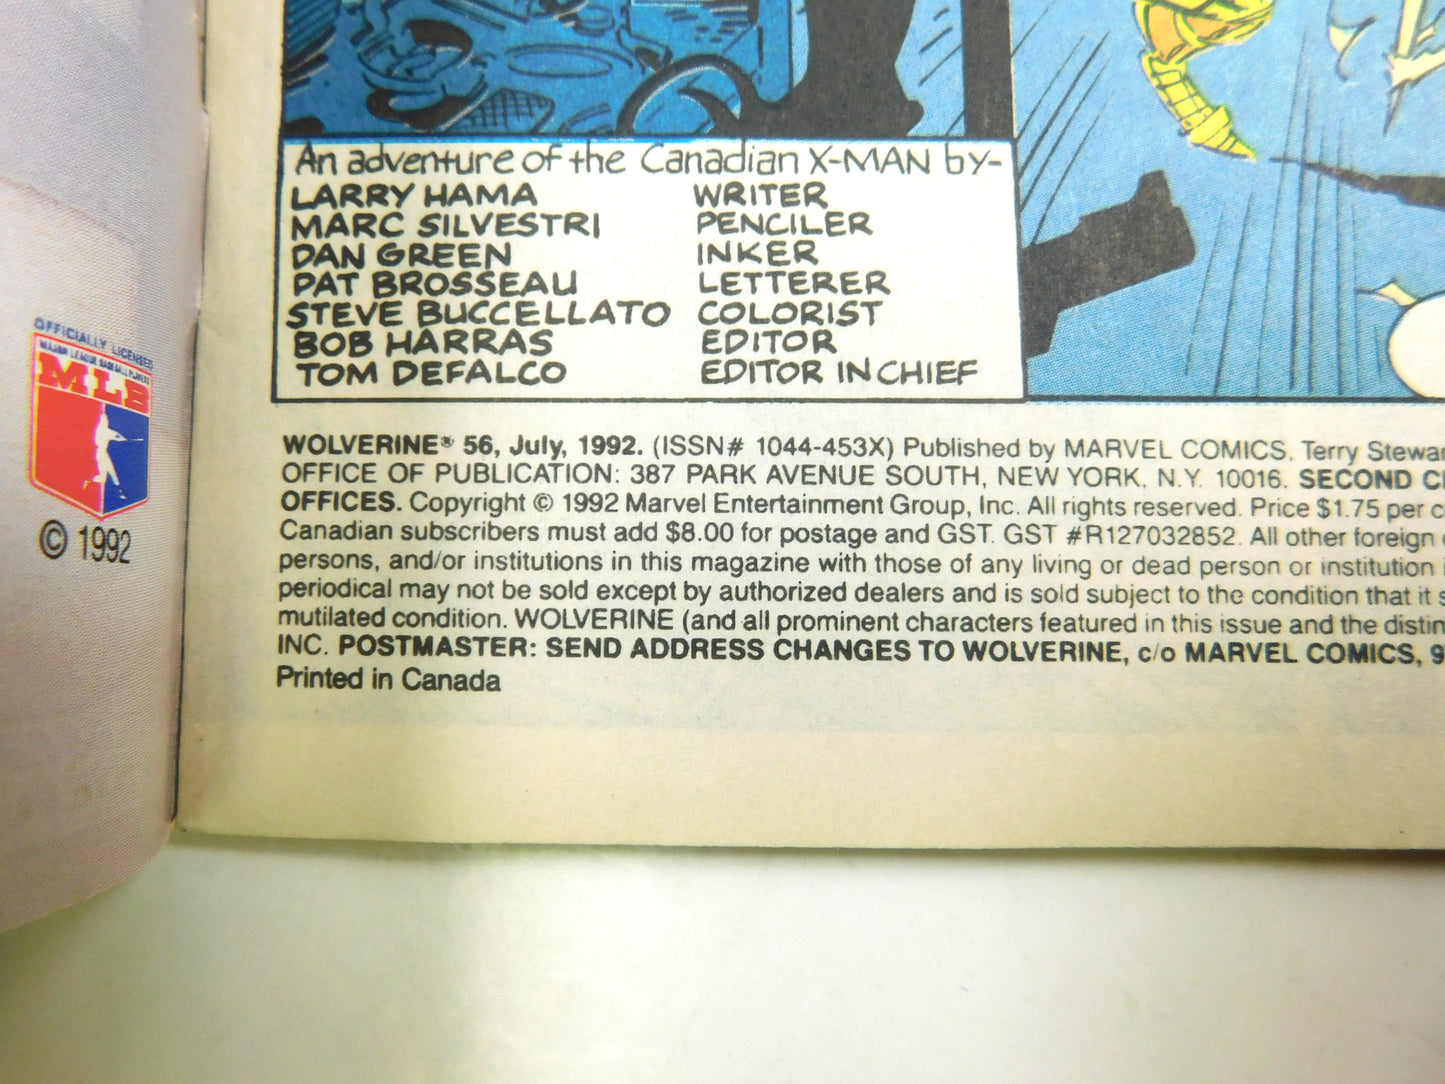 An adventure of the Canadian X-MAN by-
LARRY HAMA WRITER
MARC SILVESTRI PENCILER
DAN GREEN INKER
PAT BROSSEAU LETTERER
STEVE BUCCELLATO COLORIST
BOB HARRAS EDITOR
TOM DEFALCO EDITOR IN CHIEF
WOLVERINE® 56, July, 1992. (ISSN# 1044-453X) Published by MARVEL COMICS, Terry Stewar
OFFICE OF PUBLICATION: 387 PARK AVENUE SOUTH, NEW YORK, N.Y. 10016. SECOND C
OFFICES. Copyright © 1992 Marvel Entertainment Group, Inc. All rights reserved. Price $1.75 per c
Canadian subscribers must add $8.00 for postage and GST. GST #R127032852. All other foreign
persons, and/or institutions in this magazine with those of any living or dead person or institution
periodical may not be sold except by authorized dealers and is sold subject to the condition that it s
mutilated condition. WOLVERINE (and all prominent characters featured in this issue and the distin
INC. POSTMASTER: SEND ADDRESS CHANGES TO WOLVERINE, c/o MARVEL COMICS, 9
Printed in Canada
OFFICIALLY LICENSED
MAJOR LEAGUE BASEBALL PLAYERS
MLB
© 1992